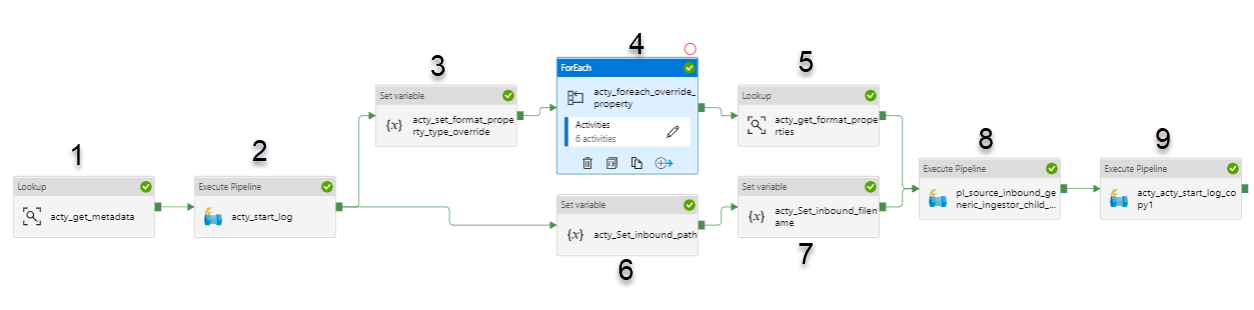 1
Lookup
acty_get_metadata
2
Execute Pipeline
acty_start_log
3
Set variable
{x}
acty_set_format_prope
rty_type_override
4
ForEach
acty_foreach_override_
property
Activities
6 activities
5
Lookup
acty_get_format_prope
rties
Set variable
{x}
acty_Set_inbound_path
6
Set variable
{x}
acty_Set_inbound_filen
ame
7
8
Execute Pipeline
pl_source_inbound_ge
neric_ingestor_child_...
9
Execute Pipeline
acty_acty_start_log_co
py1